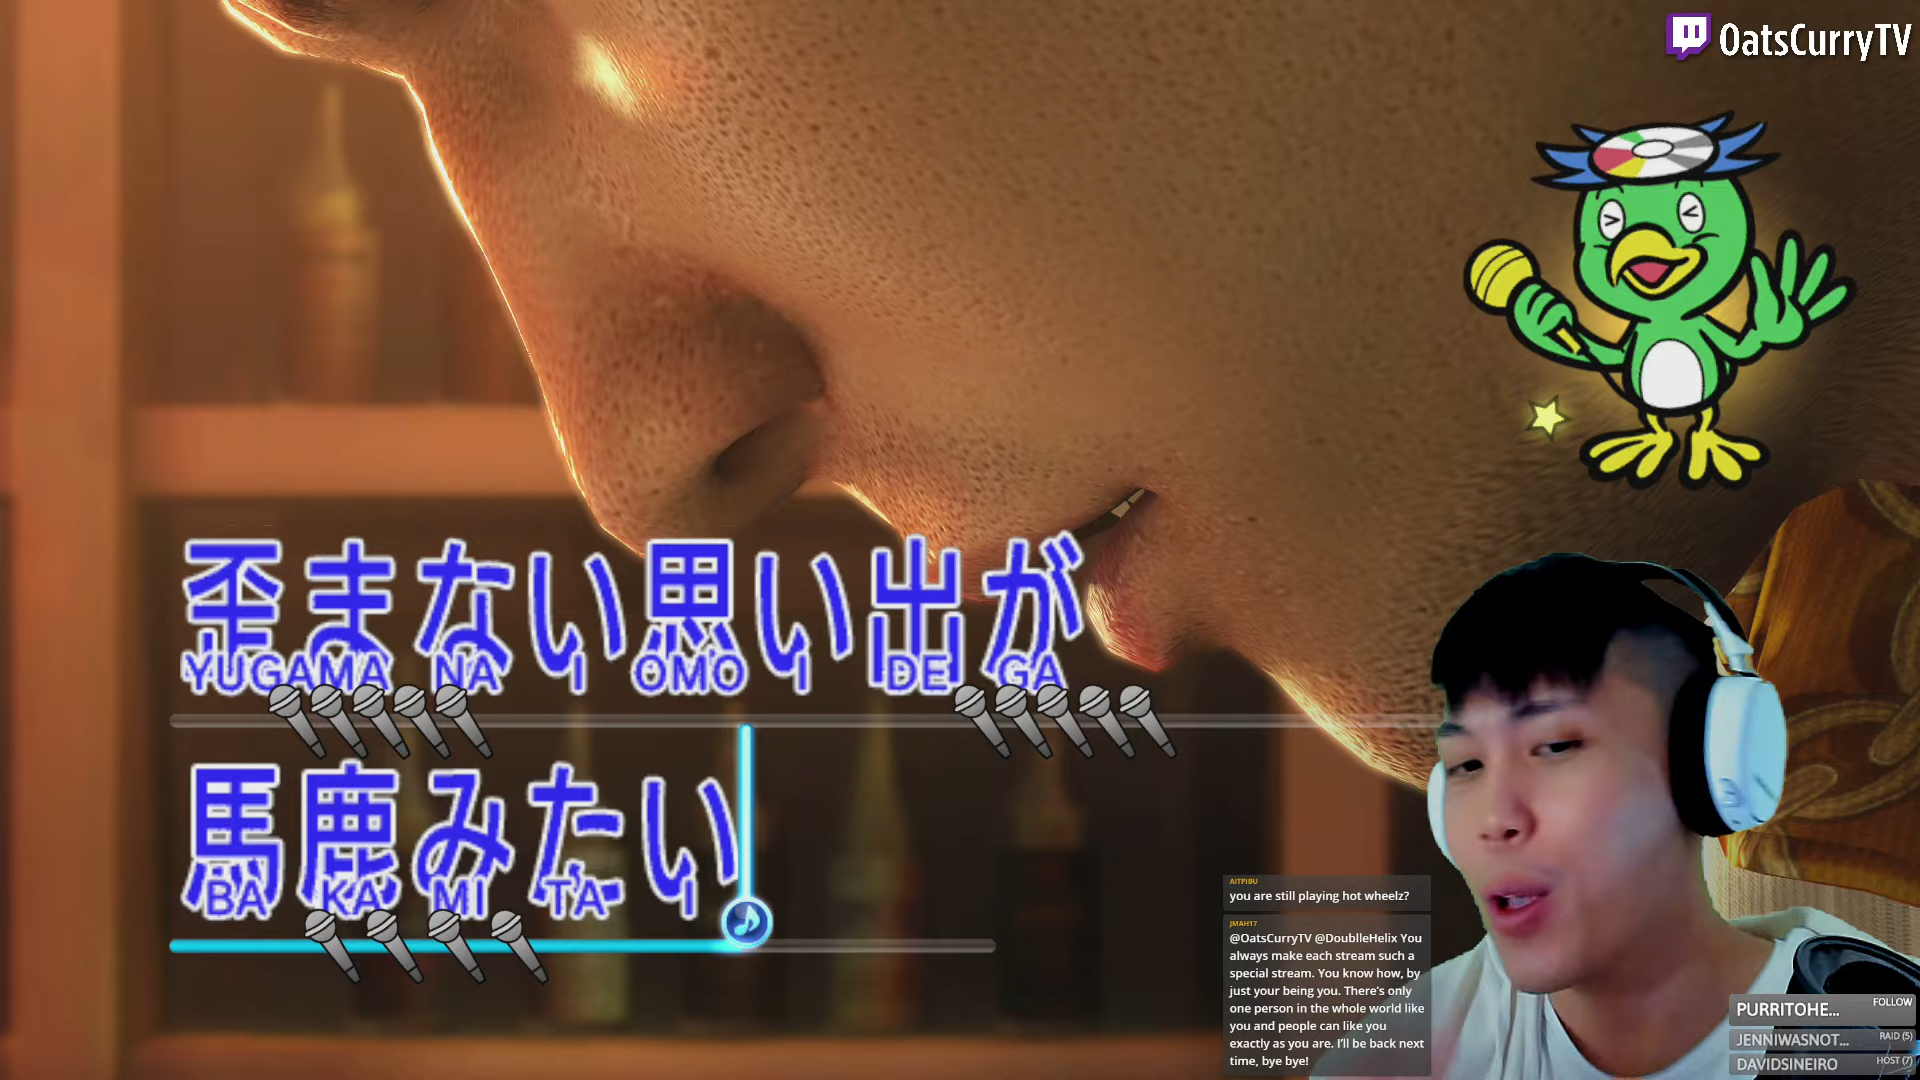 OatsCurryTV
歪まない思い出が
YUGAMA NA I OMO I DE GA
馬鹿みたい
BA KA MI TA I
AITPIBU
you are still playing hot wheelz?
JMAH17
@OatsCurryTV @DoublleHelix You
always make each stream such a
special stream. You know how, by
just your being you. There's only
one person in the whole world like
you and people can like you
exactly as you are. I'll be back next
time, bye bye!
PURRITOHE... FOLLOW
JENNIWASNOT... RAID (5)
DAVIDSINEIRO HOST (7)